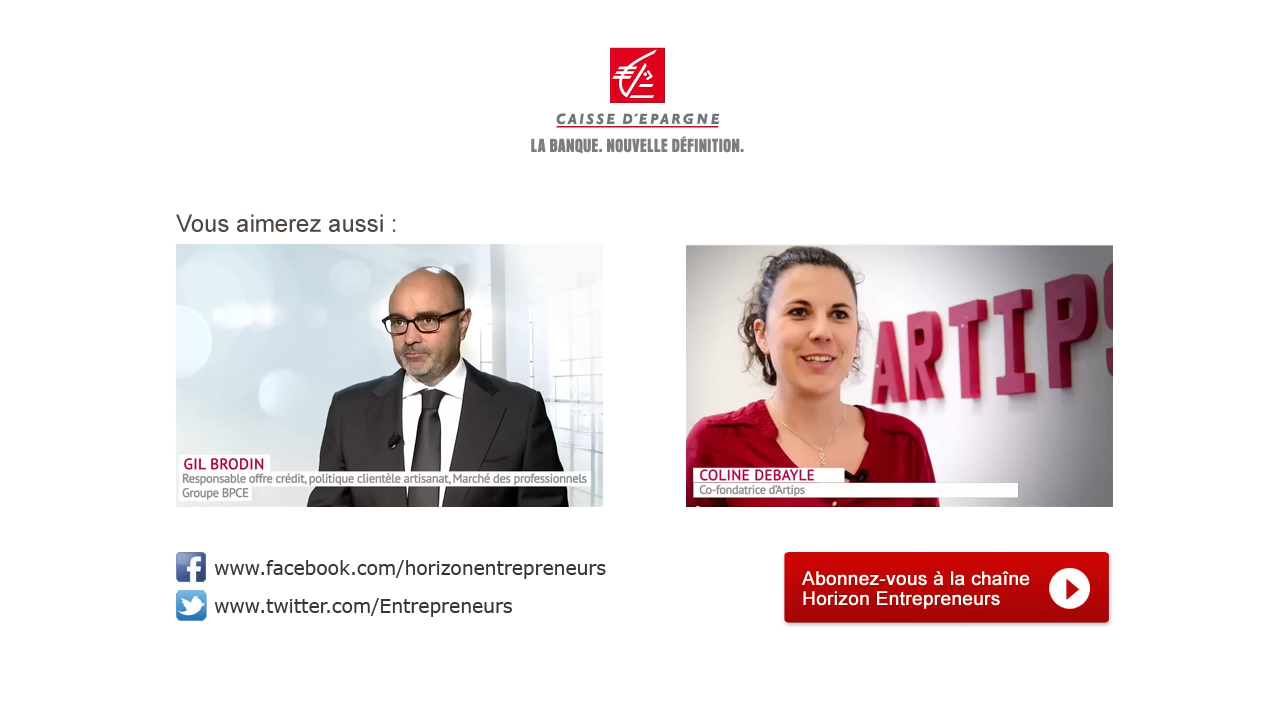 CAISSE D'EPARGNE
LA BANQUE. NOUVELLE DÉFINITION.
Vous aimerez aussi :
GIL BRODIN
Responsable offre crédit, politique clientèle artisanat, Marché des professionnels
Groupe BPCE
ARTIPS
COLINE DEBAYLE
Co-fondatrice d'Artips
www.facebook.com/horizonentrepreneurs
www.twitter.com/Entrepreneurs
Abonnez-vous à la chaîne
Horizon Entrepreneurs